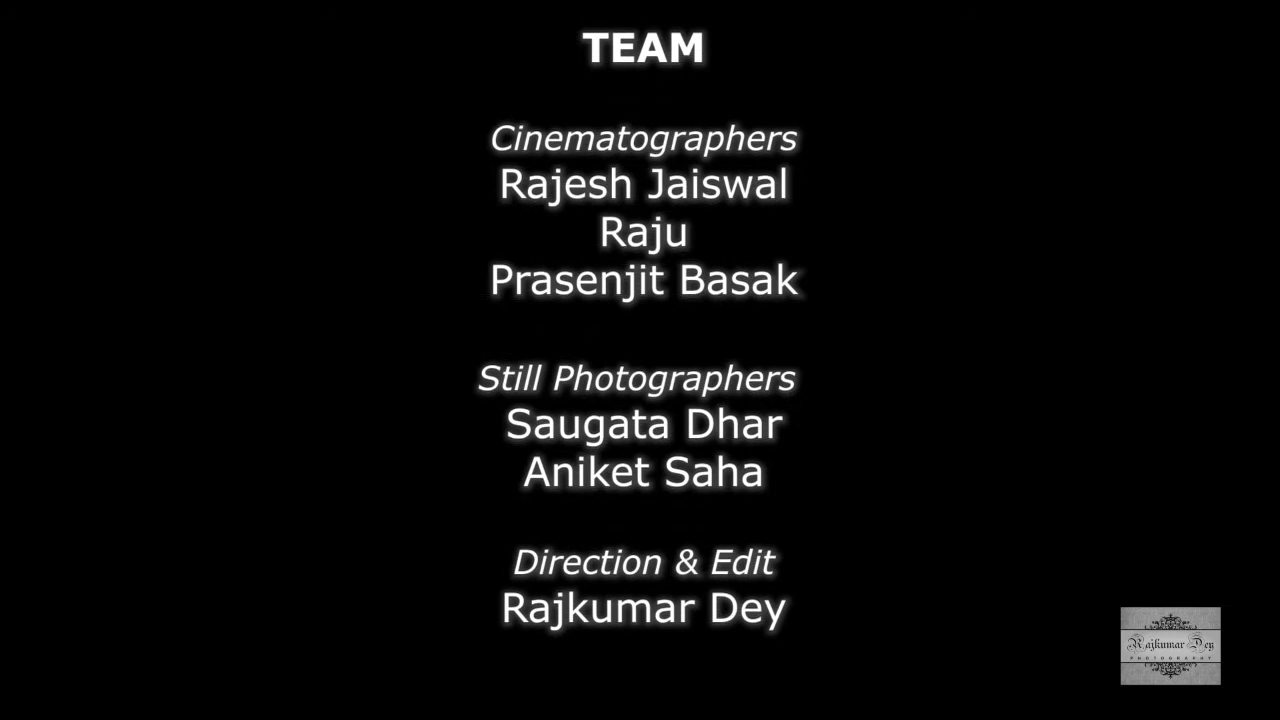 TEAM
Cinematographers
Rajesh Jaiswal
Raju
Prasenjit Basak
Still Photographers
Saugata Dhar
Aniket Saha
Direction & Edit
Rajkumar Dey
Rajkumar Dey
PHOTOGRAPHY